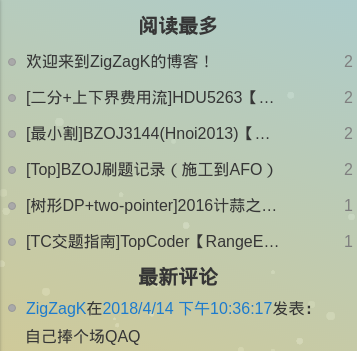 阅读最多
欢迎来到ZigZagK的博客！ 2
[二分+上下界费用流]HDU5263【… 2
[最小割]BZOJ3144(Hnoi2013)【… 2
[Top]BZOJ刷题记录（施工到AFO） 2
[树形DP+two-pointer]2016计蒜之… 1
[TC交题指南]TopCoder【RangeE… 1
最新评论
ZigZagK在2018/4/14 下午10:36:17发表：
自己捧个场QAQ